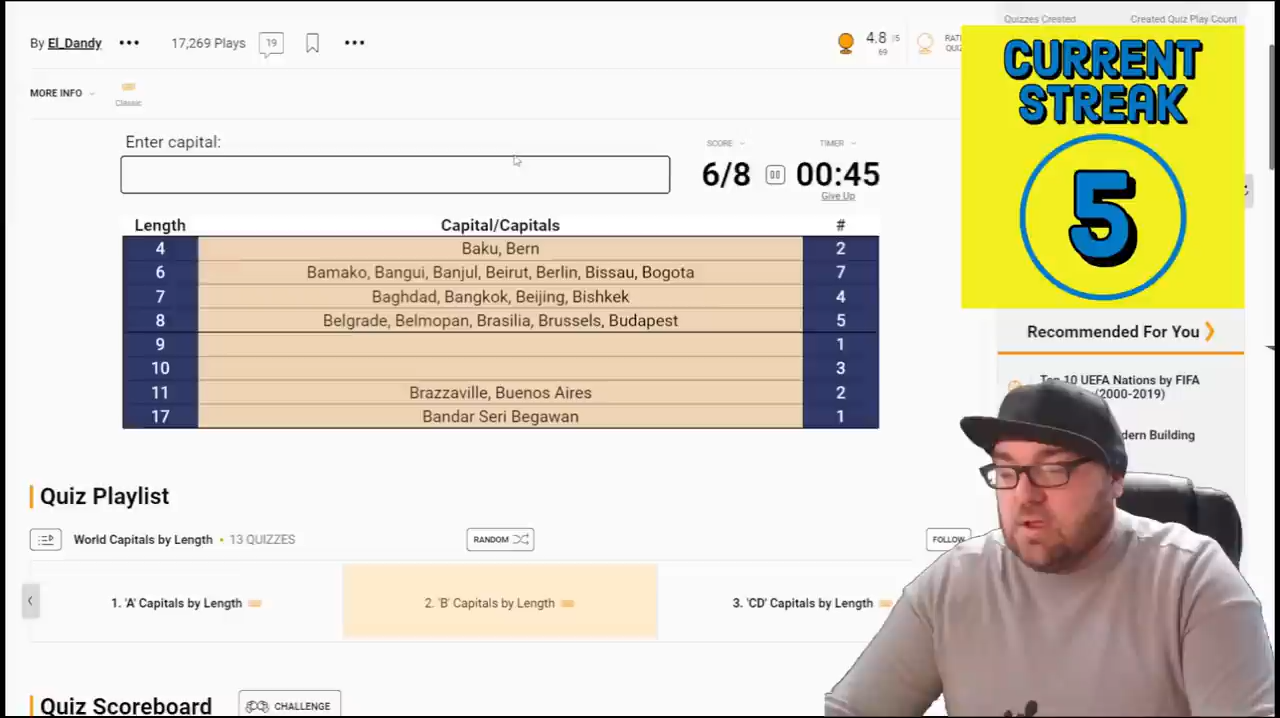 Quizzes Created Created Quiz Play Count
By El_Dandy ••• 17,269 Plays 19 ••• 4.8 /5
69
MORE INFO
Classic
CURRENT
STREAK
5
Enter capital:
SCORE TIMER
6/8 00:45
Give Up
Length Capital/Capitals #
4 Baku, Bern 2
6 Bamako, Bangui, Banjul, Beirut, Berlin, Bissau, Bogota 7
7 Baghdad, Bangkok, Beijing, Bishkek 4
8 Belgrade, Belmopan, Brasilia, Brussels, Budapest 5
9 1
10 3
11 Brazzaville, Buenos Aires 2
17 Bandar Seri Begawan 1
Recommended For You
Top 10 UEFA Nations by FIFA
(2000-2019)
Building
Quiz Playlist
World Capitals by Length • 13 QUIZZES RANDOM FOLLOW
1. 'A' Capitals by Length 2. 'B' Capitals by Length 3. 'CD' Capitals by Length
Quiz Scoreboard CHALLENGE